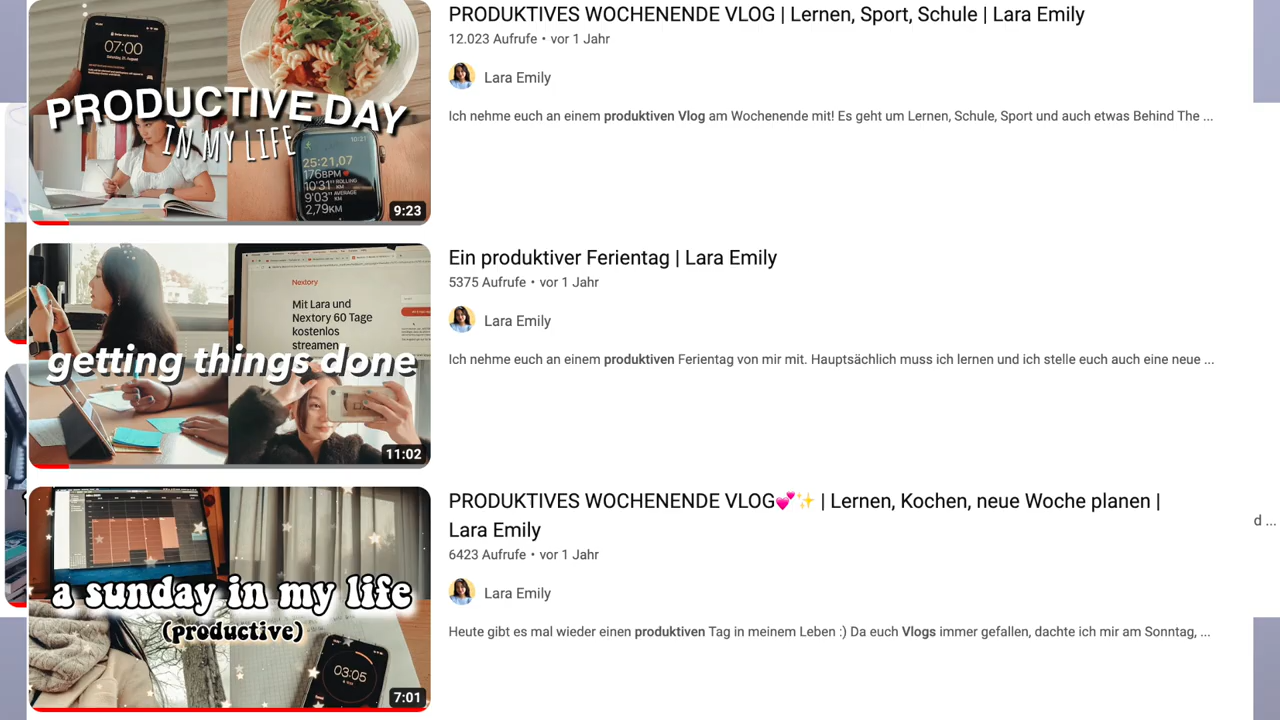 PRODUKTIVES WOCHENENDE VLOG | Lernen, Sport, Schule | Lara Emily
12.023 Aufrufe • vor 1 Jahr
Lara Emily
Ich nehme euch an einem produktiven Vlog am Wochenende mit! Es geht um Lernen, Schule, Sport und auch etwas Behind The ...
07:00
PRODUCTIVE DAY
IN MY LIFE
10:31
25:21,07
176BPM
10'31" ROLLING KM
9'03" AVERAGE KM
2,79KM
9:23
Ein produktiver Ferientag | Lara Emily
5375 Aufrufe • vor 1 Jahr
Lara Emily
Ich nehme euch an einem produktiven Ferientag von mir mit. Hauptsächlich muss ich lernen und ich stelle euch auch eine neue ...
Nextory
Mit Lara und
Nextory 60 Tage
kostenlos
streamen
getting things done
11:02
PRODUKTIVES WOCHENENDE VLOG💕✨ | Lernen, Kochen, neue Woche planen |
Lara Emily
6423 Aufrufe • vor 1 Jahr
Lara Emily
Heute gibt es mal wieder einen produktiven Tag in meinem Leben :) Da euch Vlogs immer gefallen, dachte ich mir am Sonntag, ...
a sunday in my life
(productive)
03:05
7:01
d ...